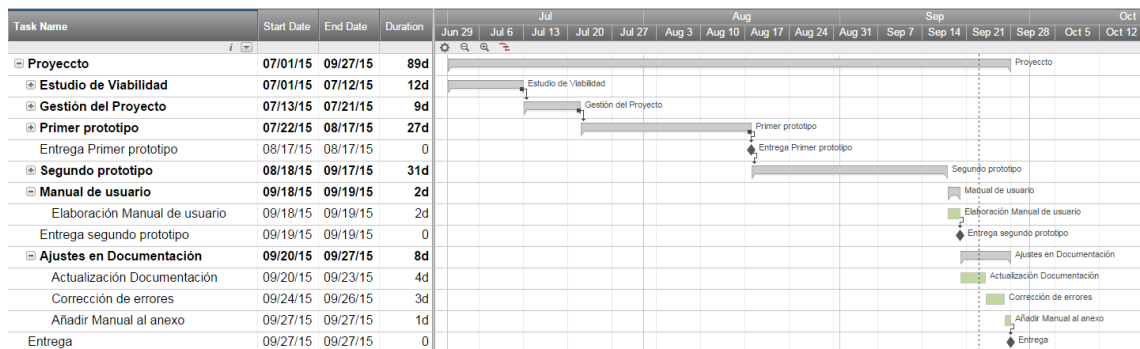 Task Name Start Date End Date Duration Jul Aug Sep Oct
Jun 29 Jul 6 Jul 13 Jul 20 Jul 27 Aug 3 Aug 10 Aug 17 Aug 24 Aug 31 Sep 7 Sep 14 Sep 21 Sep 28 Oct 5 Oct 12
i
Proyeccto 07/01/15 09/27/15 89d Proyeccto
Estudio de Viabilidad 07/01/15 07/12/15 12d Estudio de Viabilidad
Gestión del Proyecto 07/13/15 07/21/15 9d Gestión del Proyecto
Primer prototipo 07/22/15 08/17/15 27d Primer prototipo
Entrega Primer prototipo 08/17/15 08/17/15 0 Entrega Primer prototipo
Segundo prototipo 08/18/15 09/17/15 31d Segundo prototipo
Manual de usuario 09/18/15 09/19/15 2d Manual de usuario
Elaboración Manual de usuario 09/18/15 09/19/15 2d Elaboración Manual de usuario
Entrega segundo prototipo 09/19/15 09/19/15 0 Entrega segundo prototipo
Ajustes en Documentación 09/20/15 09/27/15 8d Ajustes en Documentación
Actualización Documentación 09/20/15 09/23/15 4d Actualización Documentación
Corrección de errores 09/24/15 09/26/15 3d Corrección de errores
Añadir Manual al anexo 09/27/15 09/27/15 1d Añadir Manual al anexo
Entrega 09/27/15 09/27/15 0 Entrega